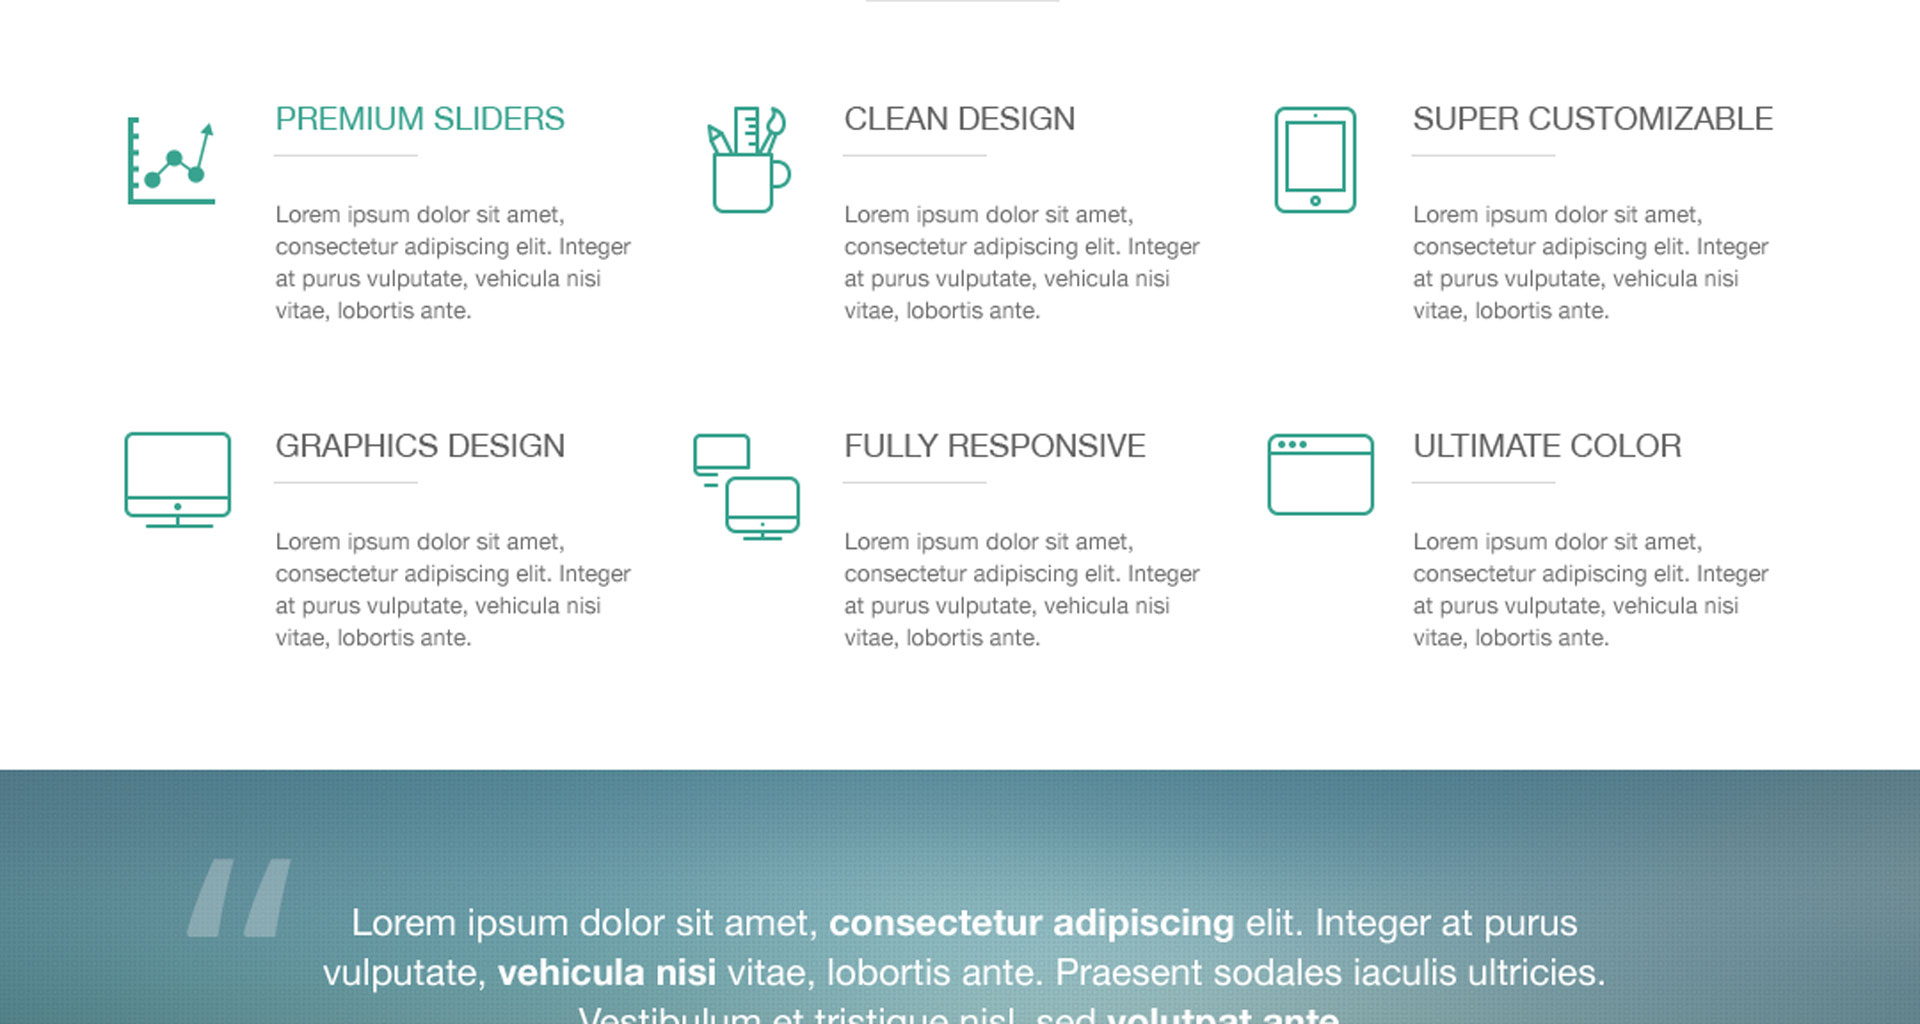 PREMIUM SLIDERS
Lorem ipsum dolor sit amet,
consectetur adipiscing elit. Integer
at purus vulputate, vehicula nisi
vitae, lobortis ante.
CLEAN DESIGN
Lorem ipsum dolor sit amet,
consectetur adipiscing elit. Integer
at purus vulputate, vehicula nisi
vitae, lobortis ante.
SUPER CUSTOMIZABLE
Lorem ipsum dolor sit amet,
consectetur adipiscing elit. Integer
at purus vulputate, vehicula nisi
vitae, lobortis ante.
GRAPHICS DESIGN
Lorem ipsum dolor sit amet,
consectetur adipiscing elit. Integer
at purus vulputate, vehicula nisi
vitae, lobortis ante.
FULLY RESPONSIVE
Lorem ipsum dolor sit amet,
consectetur adipiscing elit. Integer
at purus vulputate, vehicula nisi
vitae, lobortis ante.
ULTIMATE COLOR
Lorem ipsum dolor sit amet,
consectetur adipiscing elit. Integer
at purus vulputate, vehicula nisi
vitae, lobortis ante.
“
Lorem ipsum dolor sit amet, consectetur adipiscing elit. Integer at purus
vulputate, vehicula nisi vitae, lobortis ante. Praesent sodales iaculis ultricies.
Vestibulum et tristique nisl, sed volutpat ante.